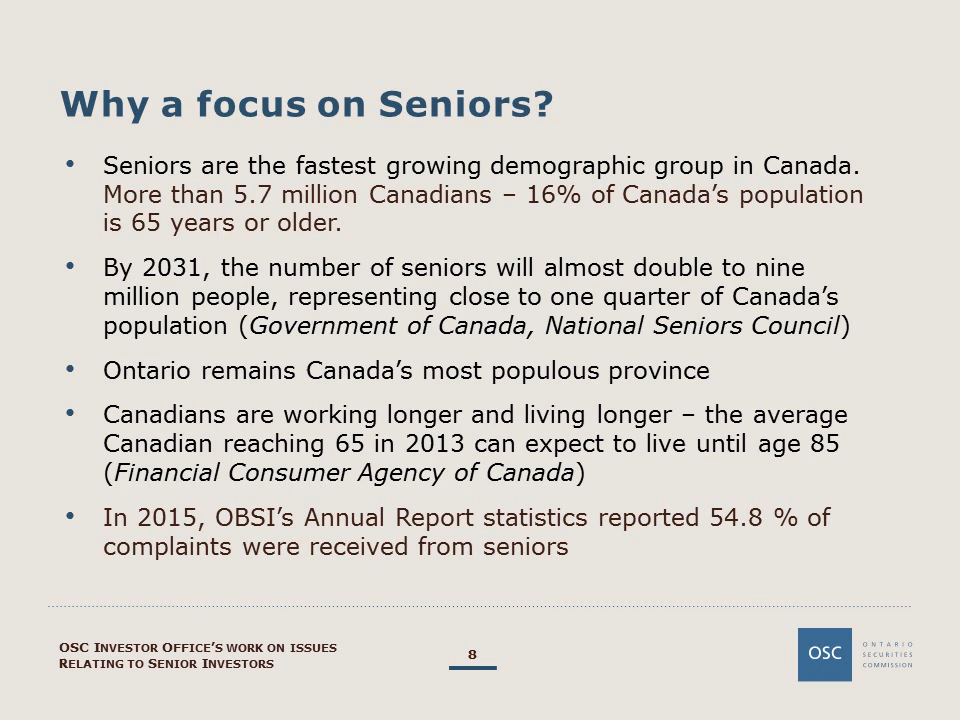 Why a focus on Seniors?
• Seniors are the fastest growing demographic group in Canada.
More than 5.7 million Canadians – 16% of Canada’s population
is 65 years or older.
• By 2031, the number of seniors will almost double to nine
million people, representing close to one quarter of Canada’s
population (Government of Canada, National Seniors Council)
• Ontario remains Canada’s most populous province
• Canadians are working longer and living longer – the average
Canadian reaching 65 in 2013 can expect to live until age 85
(Financial Consumer Agency of Canada)
• In 2015, OBSI’s Annual Report statistics reported 54.8 % of
complaints were received from seniors
OSC INVESTOR OFFICE’S WORK ON ISSUES
RELATING TO SENIOR INVESTORS
8
OSC
ONTARIO
SECURITIES
COMMISSION